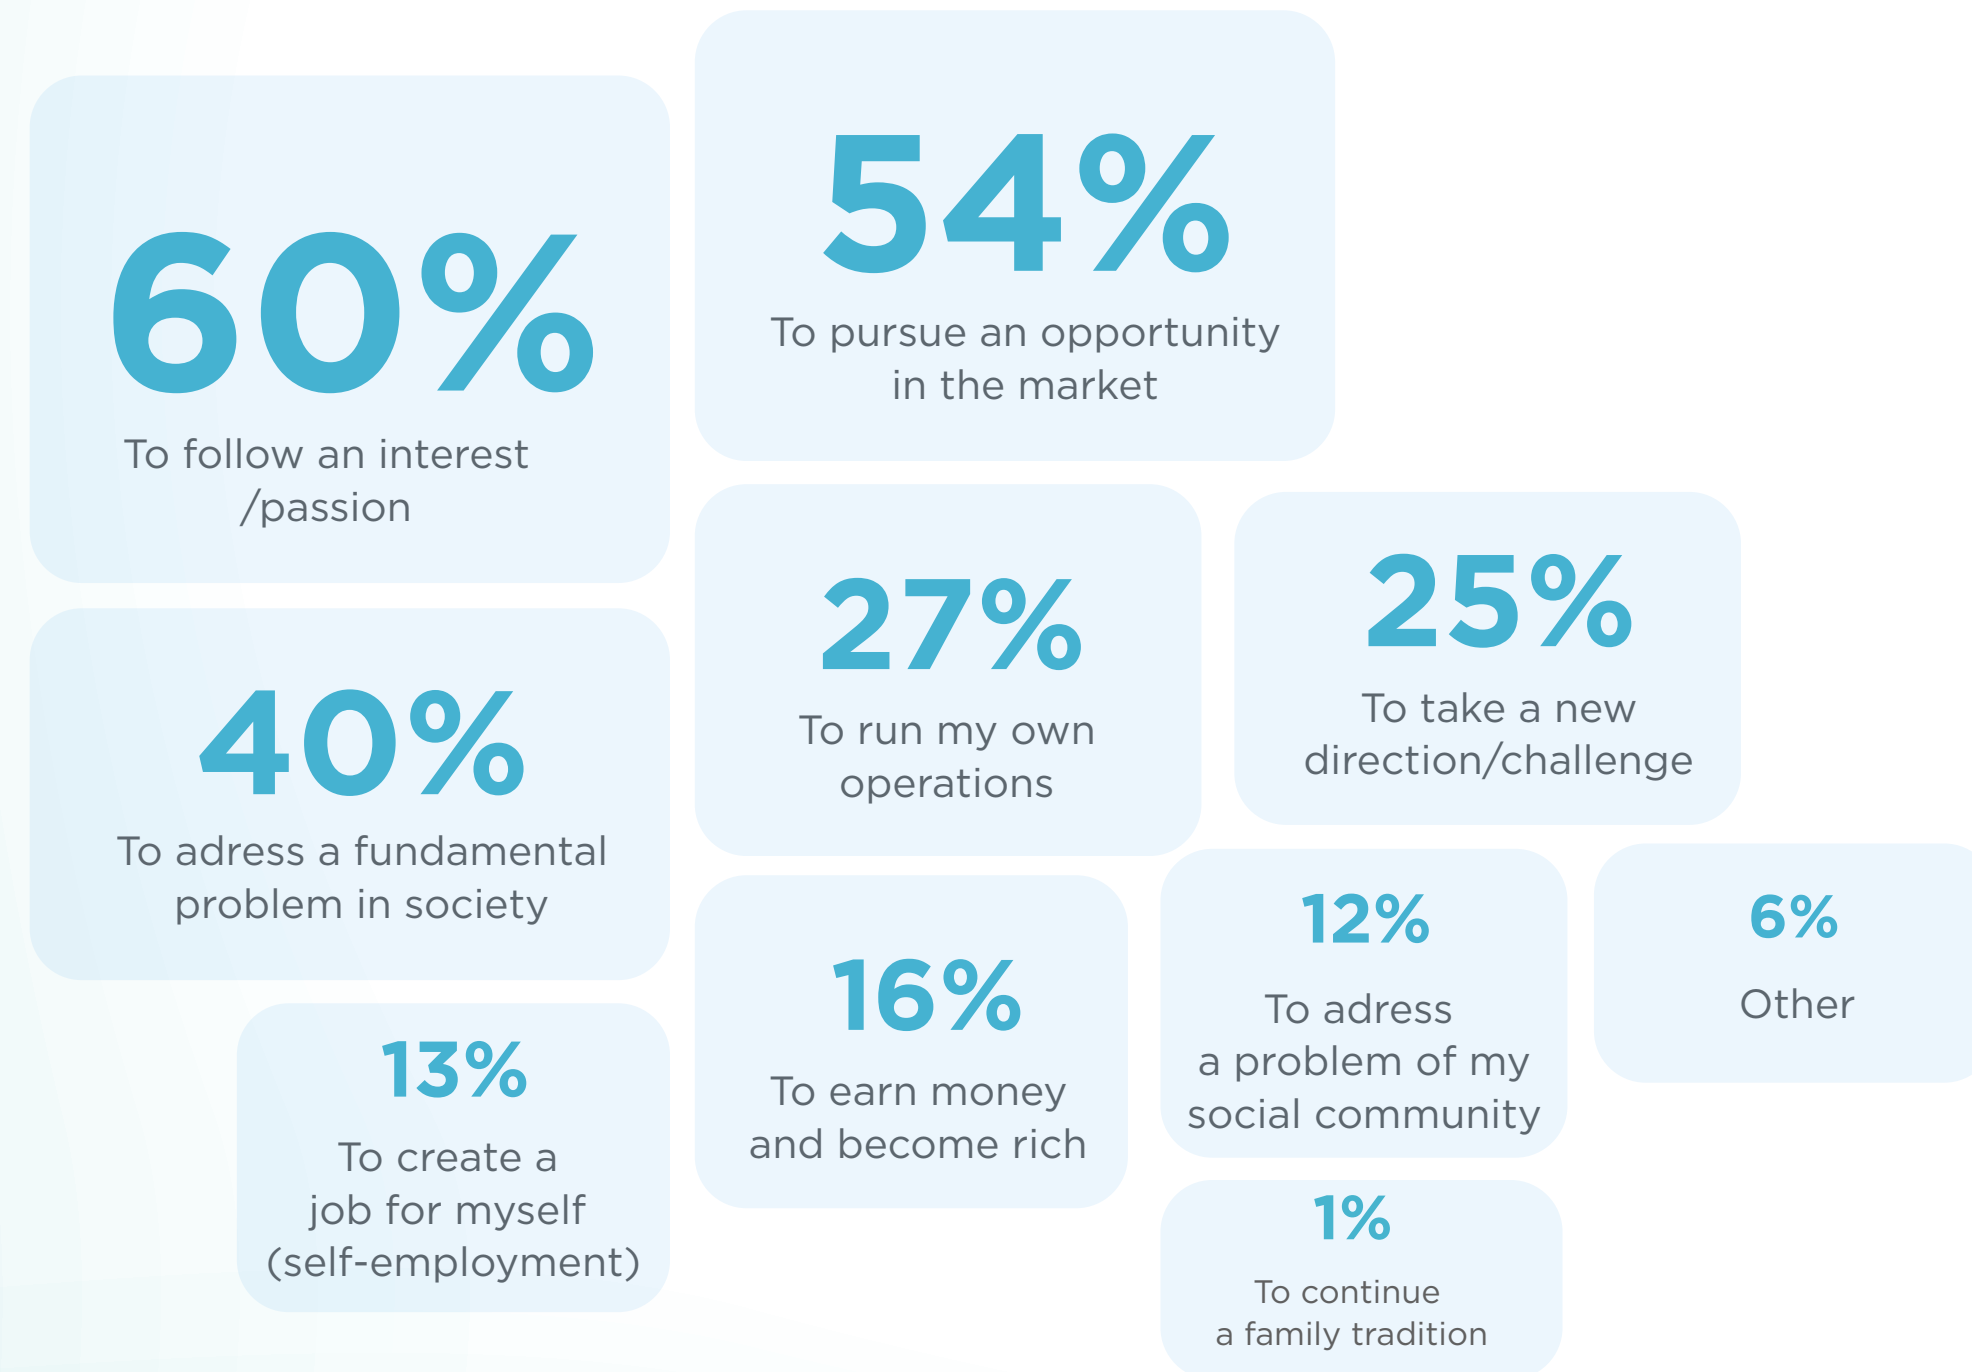 60%
To follow an interest
/passion
54%
To pursue an opportunity
in the market
40%
To adress a fundamental
problem in society
27%
To run my own
operations
25%
To take a new
direction/challenge
13%
To create a
job for myself
(self-employment)
16%
To earn money
and become rich
12%
To adress
a problem of my
social community
6%
Other
1%
To continue
a family tradition